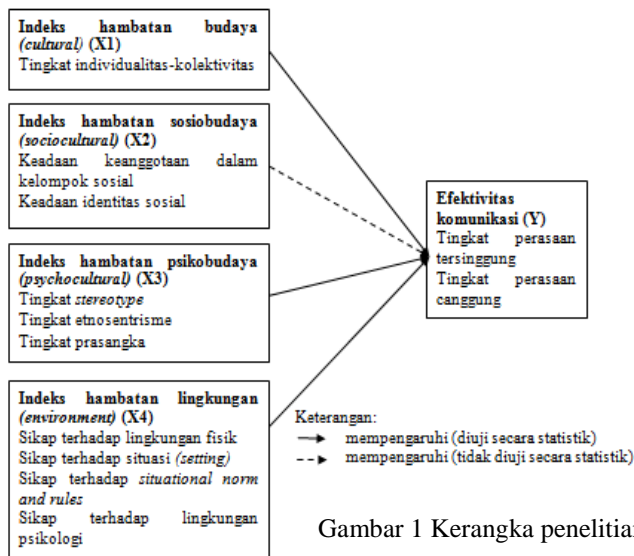 Indeks hambatan budaya
(cultural) (X1)
Tingkat individualitas-kolektivitas
Indeks hambatan sosiobudaya
(sociocultural) (X2)
Keadaan keanggotaan dalam
kelompok sosial
Keadaan identitas sosial
Indeks hambatan psikobudaya
(psychocultural) (X3)
Tingkat stereotype
Tingkat etnosentrisme
Tingkat prasangka
Indeks hambatan lingkungan
(environment) (X4)
Sikap terhadap lingkungan fisik
Sikap terhadap situasi (setting)
Sikap terhadap situational norm
and rules
Sikap terhadap lingkungan
psikologi
Efektivitas
komunikasi (Y)
Tingkat perasaan
tersinggung
Tingkat perasaan
canggung
Keterangan:
mempengaruhi (diuji secara statistik)
mempengaruhi (tidak diuji secara statistik)
Gambar 1 Kerangka penelitian